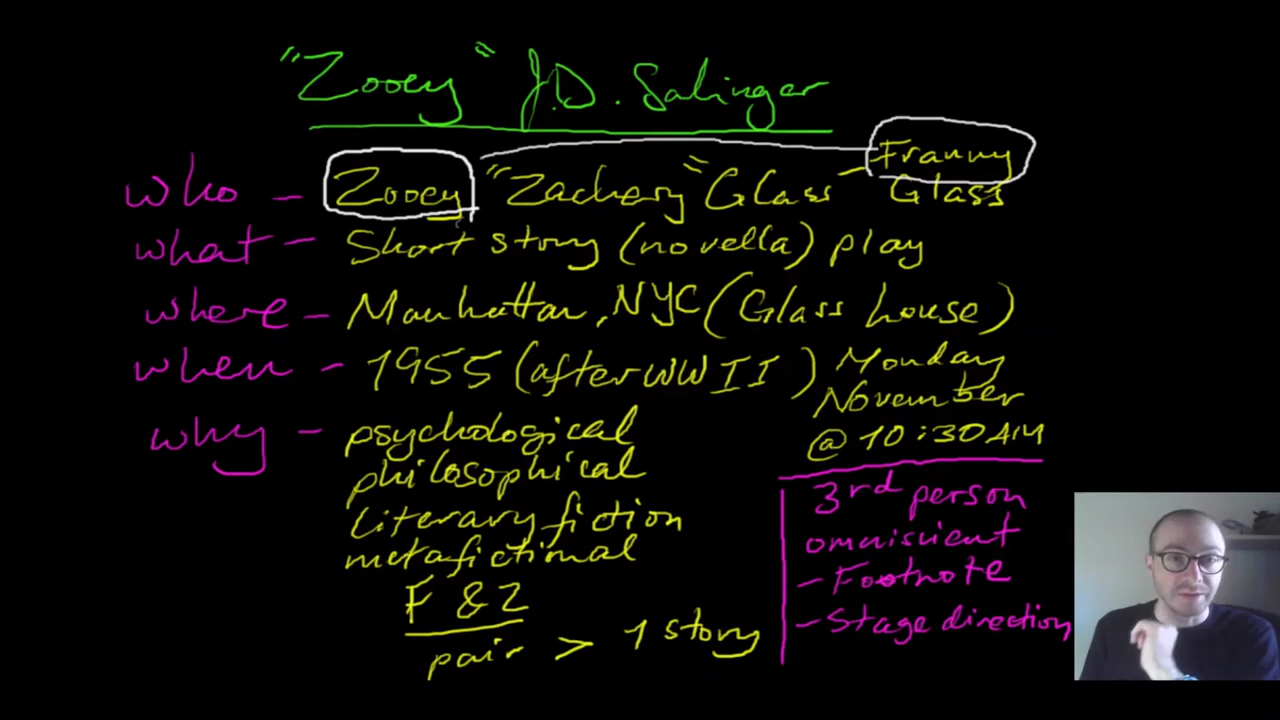 "Zooey" J.D. Salinger
who - Zooey "Zachery" Glass - Franny Glass
what - Short story (novella) play
where - Manhattan, NYC (Glass house)
when - 1955 (after WW II) Monday
November
@ 10:30 AM
why - psychological
philosophical
literary fiction
metafictional
F & Z
pair > 1 story
3rd person
omniscient
- Footnote
- Stage direction